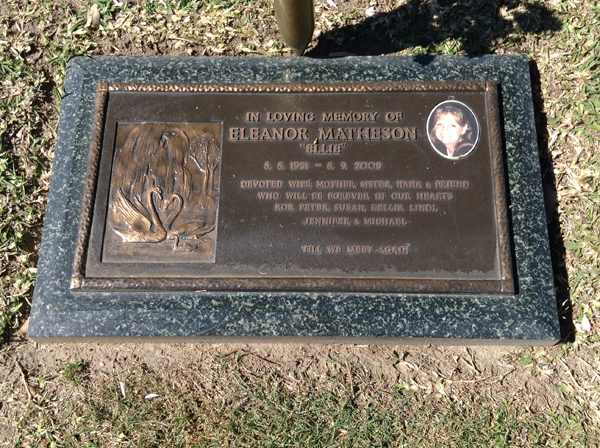 IN LOVING MEMORY OF
ELEANOR MATHESON
"ELLIE"
2009
DEVOTED WIFE, MOTHER, SISTER, NANA & FRIEND
WHO WILL BE FOREVER IN OUR HEARTS
ROB, PETER, SUSAN, KELLIE, LINDI,
JENNIFER & MICHAEL
TILL WE MEET AGAIN